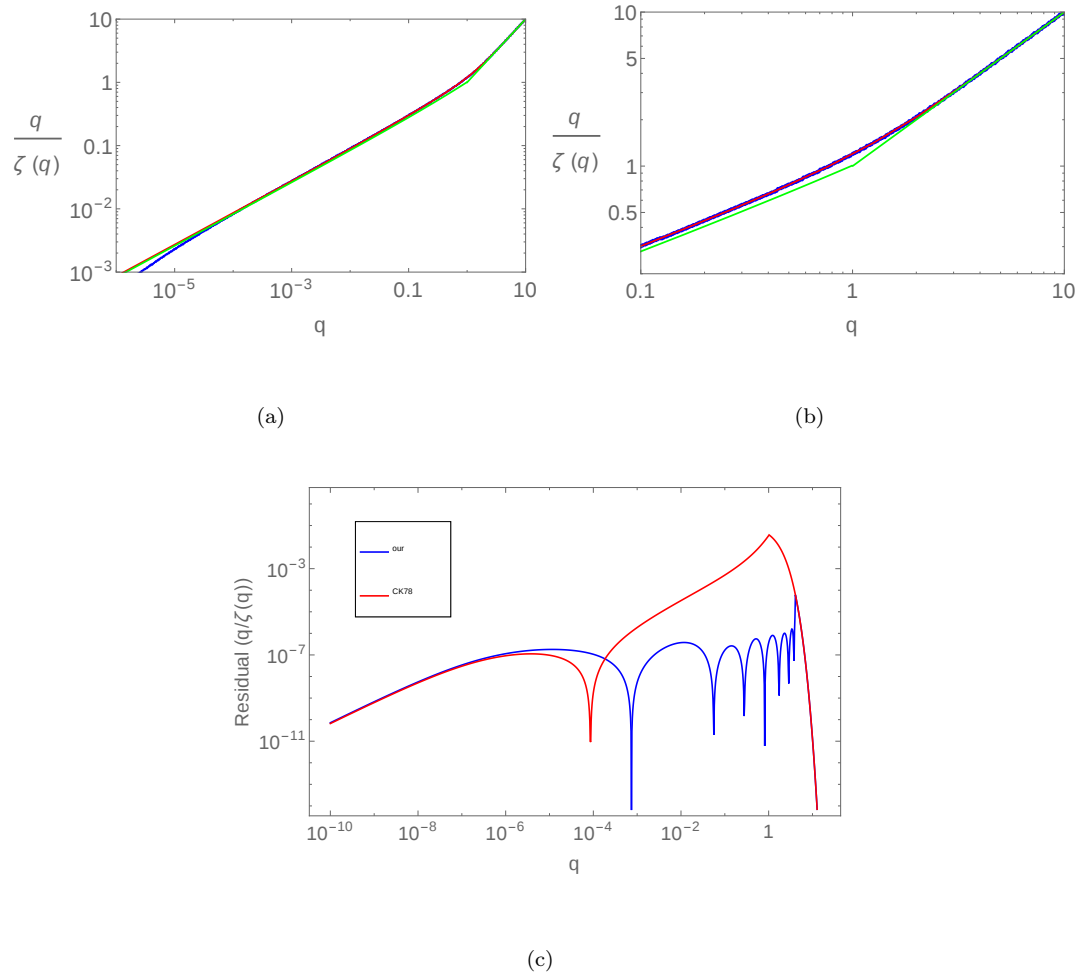 10
1
0.1
10⁻²
10⁻³
q
ζ (q)
10⁻⁵
10⁻³
0.1
10
q
(a)
10
5
1
0.5
q
ζ (q)
0.1
1
10
q
(b)
Residual (q/ζ(q))
10⁻³
10⁻⁷
10⁻¹¹
our
CK78
10⁻¹⁰
10⁻⁸
10⁻⁶
10⁻⁴
10⁻²
1
q
(c)